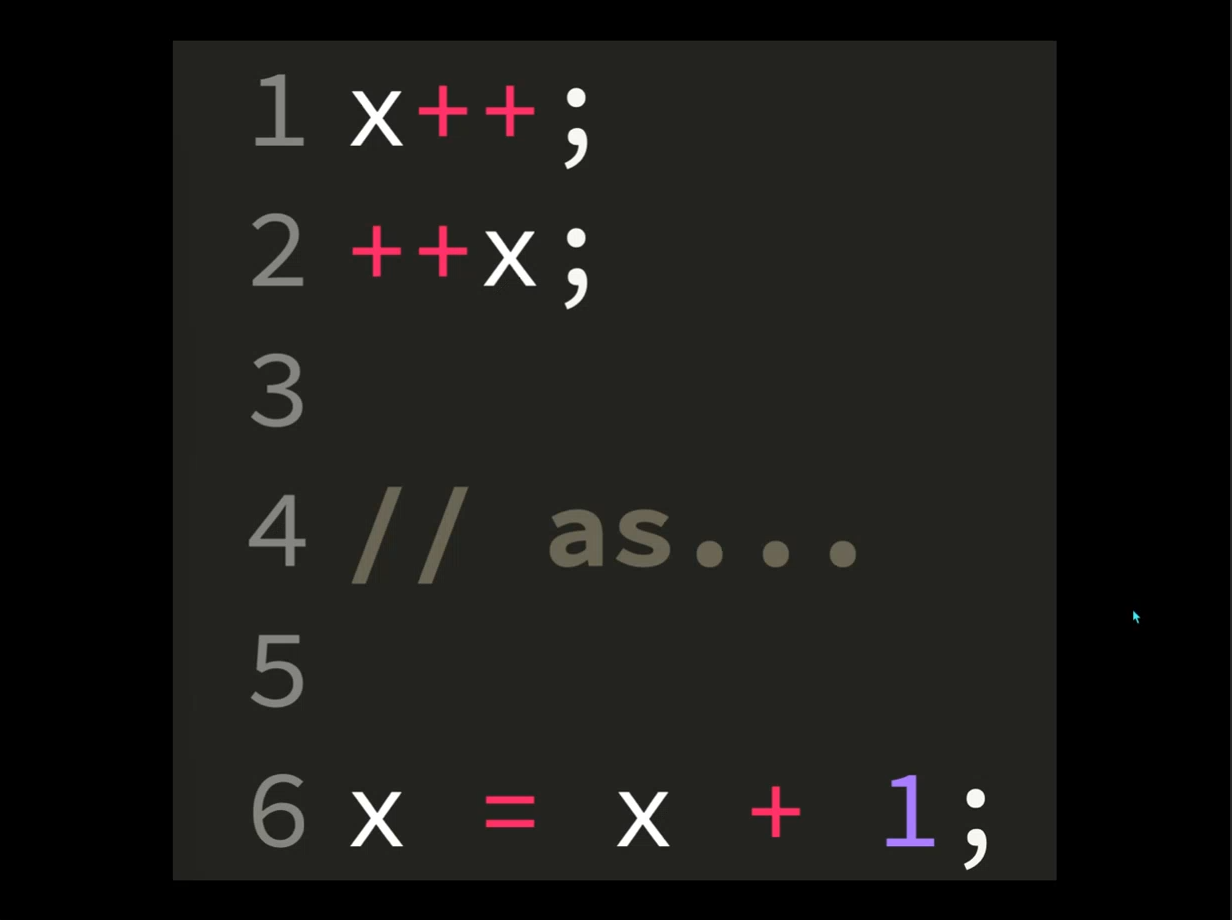 1 x++;
2 ++x;
3
4 // as...
5
6 x = x + 1;